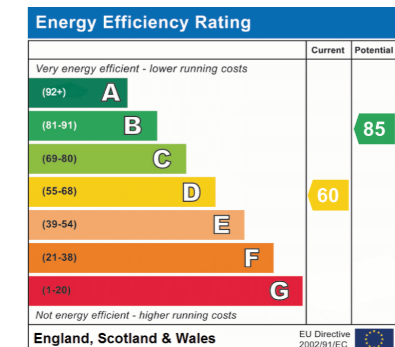 Energy Efficiency Rating
Current Potential
Very energy efficient - lower running costs
(92+) A
(81-91) B 85
(69-80) C
(55-68) D 60
(39-54) E
(21-38) F
(1-20) G
Not energy efficient - higher running costs
England, Scotland & Wales
EU Directive
2002/91/EC